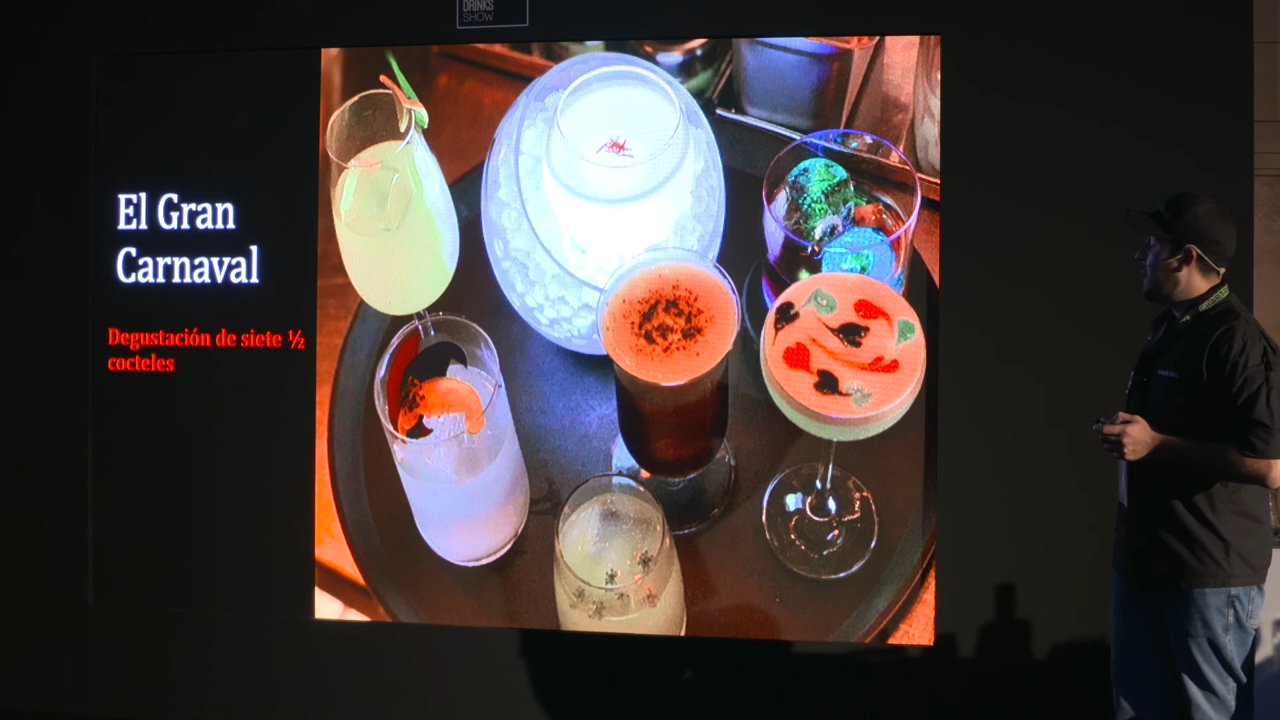 DRINKS
SHOW
El Gran
Carnaval
Degustación de siete ½
cocteles